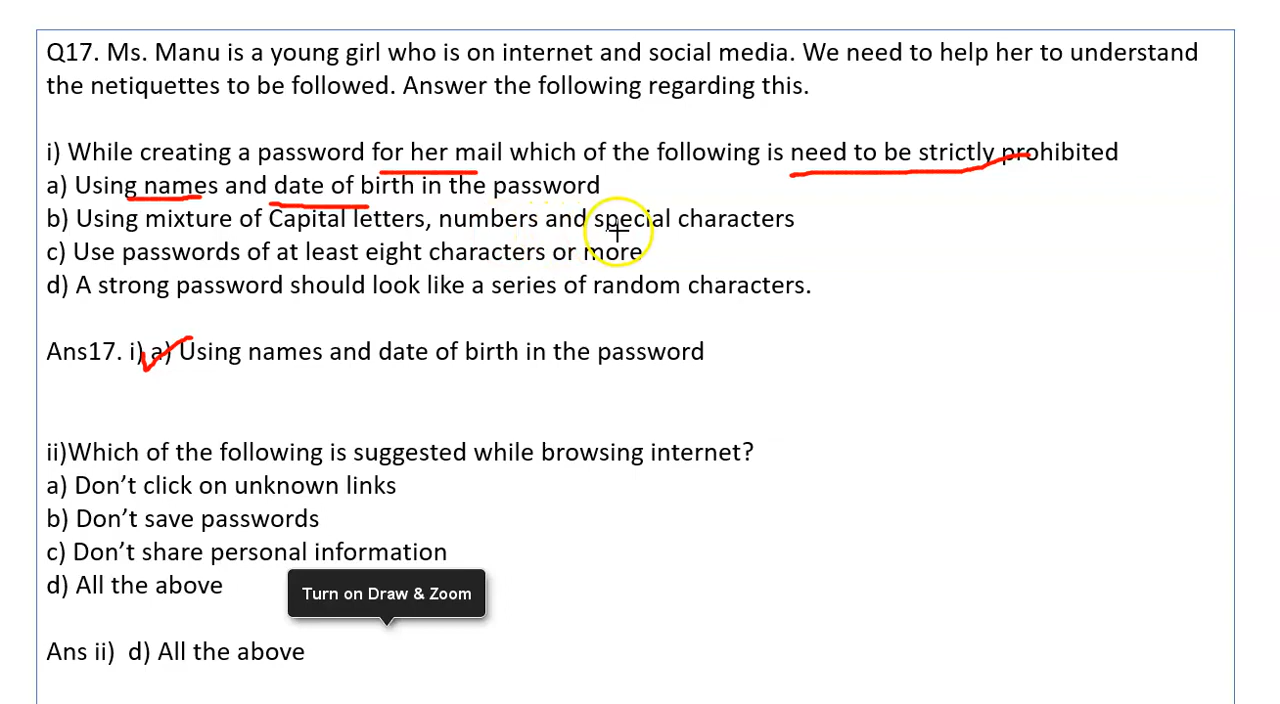 Q17. Ms. Manu is a young girl who is on internet and social media. We need to help her to understand
the netiquettes to be followed. Answer the following regarding this.
i) While creating a password for her mail which of the following is need to be strictly prohibited
a) Using names and date of birth in the password
b) Using mixture of Capital letters, numbers and special characters
c) Use passwords of at least eight characters or more
d) A strong password should look like a series of random characters.
Ans17. i) a) Using names and date of birth in the password
ii)Which of the following is suggested while browsing internet?
a) Don’t click on unknown links
b) Don’t save passwords
c) Don’t share personal information
d) All the above
Turn on Draw & Zoom
Ans ii)  d) All the above